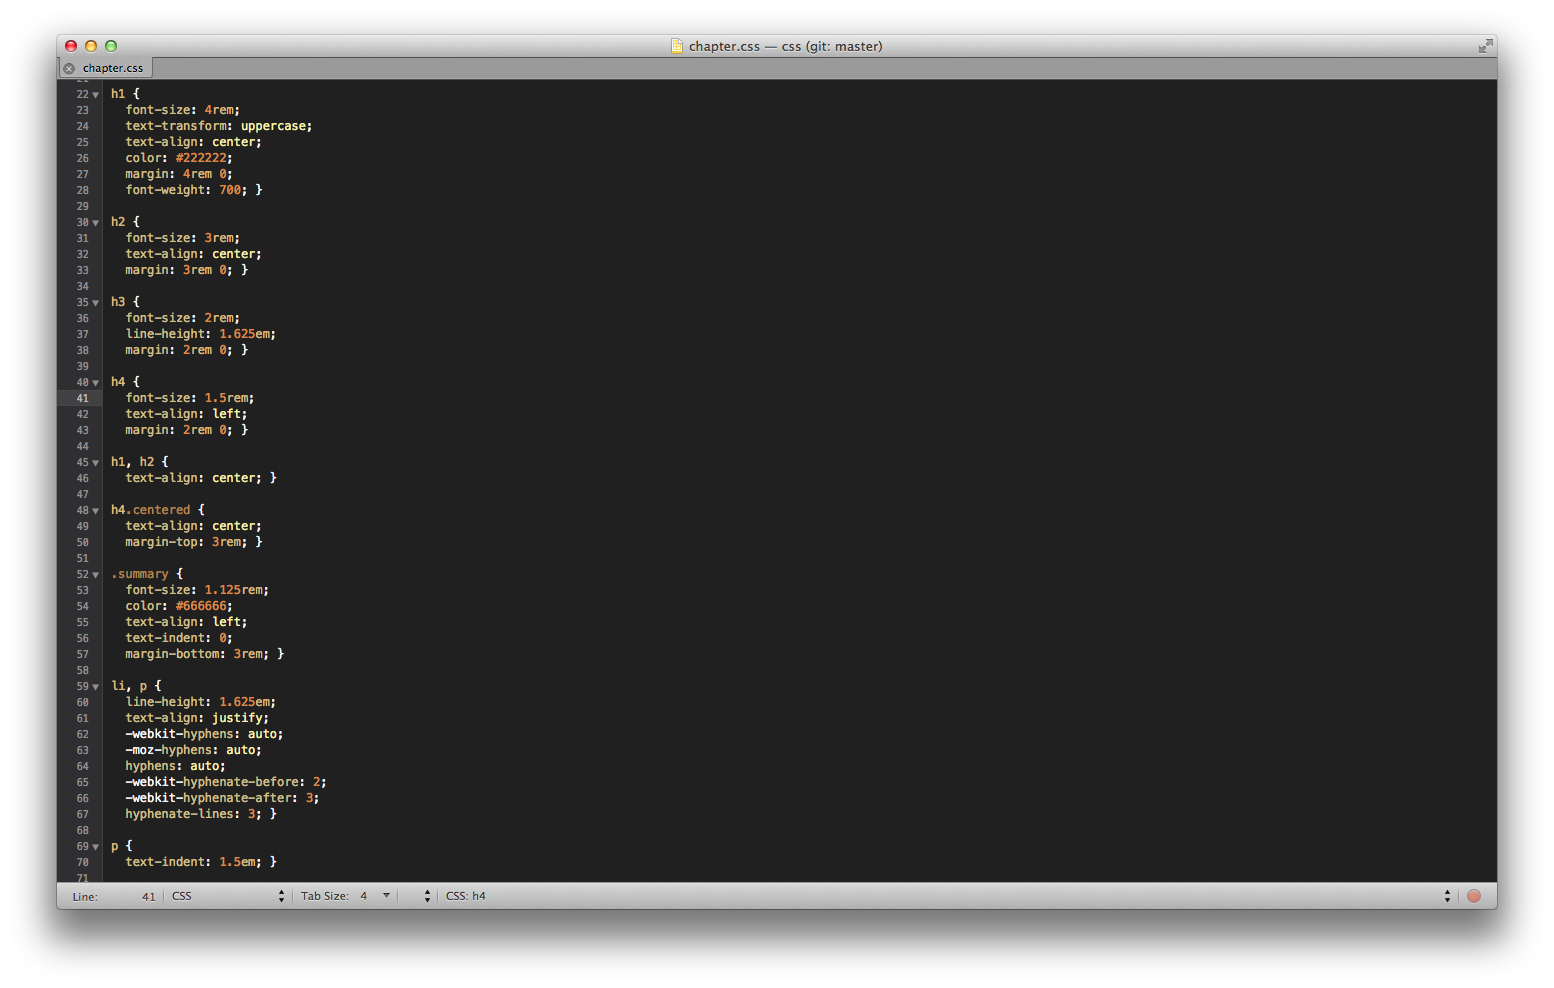 chapter.css — css (git: master)
chapter.css
21
22 h1 {
23   font-size: 4rem;
24   text-transform: uppercase;
25   text-align: center;
26   color: #222222;
27   margin: 4rem 0;
28   font-weight: 700; }
29
30 h2 {
31   font-size: 3rem;
32   text-align: center;
33   margin: 3rem 0; }
34
35 h3 {
36   font-size: 2rem;
37   line-height: 1.625em;
38   margin: 2rem 0; }
39
40 h4 {
41   font-size: 1.5rem;
42   text-align: left;
43   margin: 2rem 0; }
44
45 h1, h2 {
46   text-align: center; }
47
48 h4.centered {
49   text-align: center;
50   margin-top: 3rem; }
51
52 .summary {
53   font-size: 1.125rem;
54   color: #666666;
55   text-align: left;
56   text-indent: 0;
57   margin-bottom: 3rem; }
58
59 li, p {
60   line-height: 1.625em;
61   text-align: justify;
62   -webkit-hyphens: auto;
63   -moz-hyphens: auto;
64   hyphens: auto;
65   -webkit-hyphenate-before: 2;
66   -webkit-hyphenate-after: 3;
67   hyphenate-lines: 3; }
68
69 p {
70   text-indent: 1.5em; }
71
Line: 41 CSS Tab Size: 4 CSS: h4